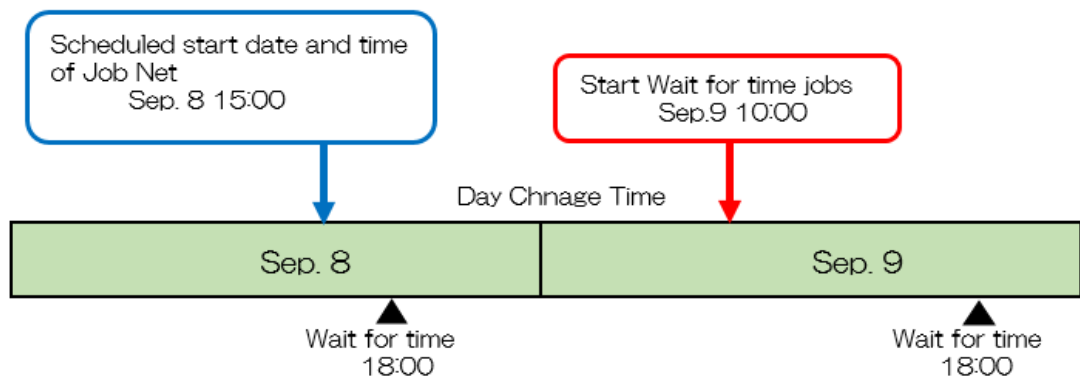 Scheduled start date and time
of Job Net
Sep. 8 15:00
Start Wait for time jobs
Sep.9 10:00
Day Chnage Time
Sep. 8
Sep. 9
Wait for time
18:00
Wait for time
18:00